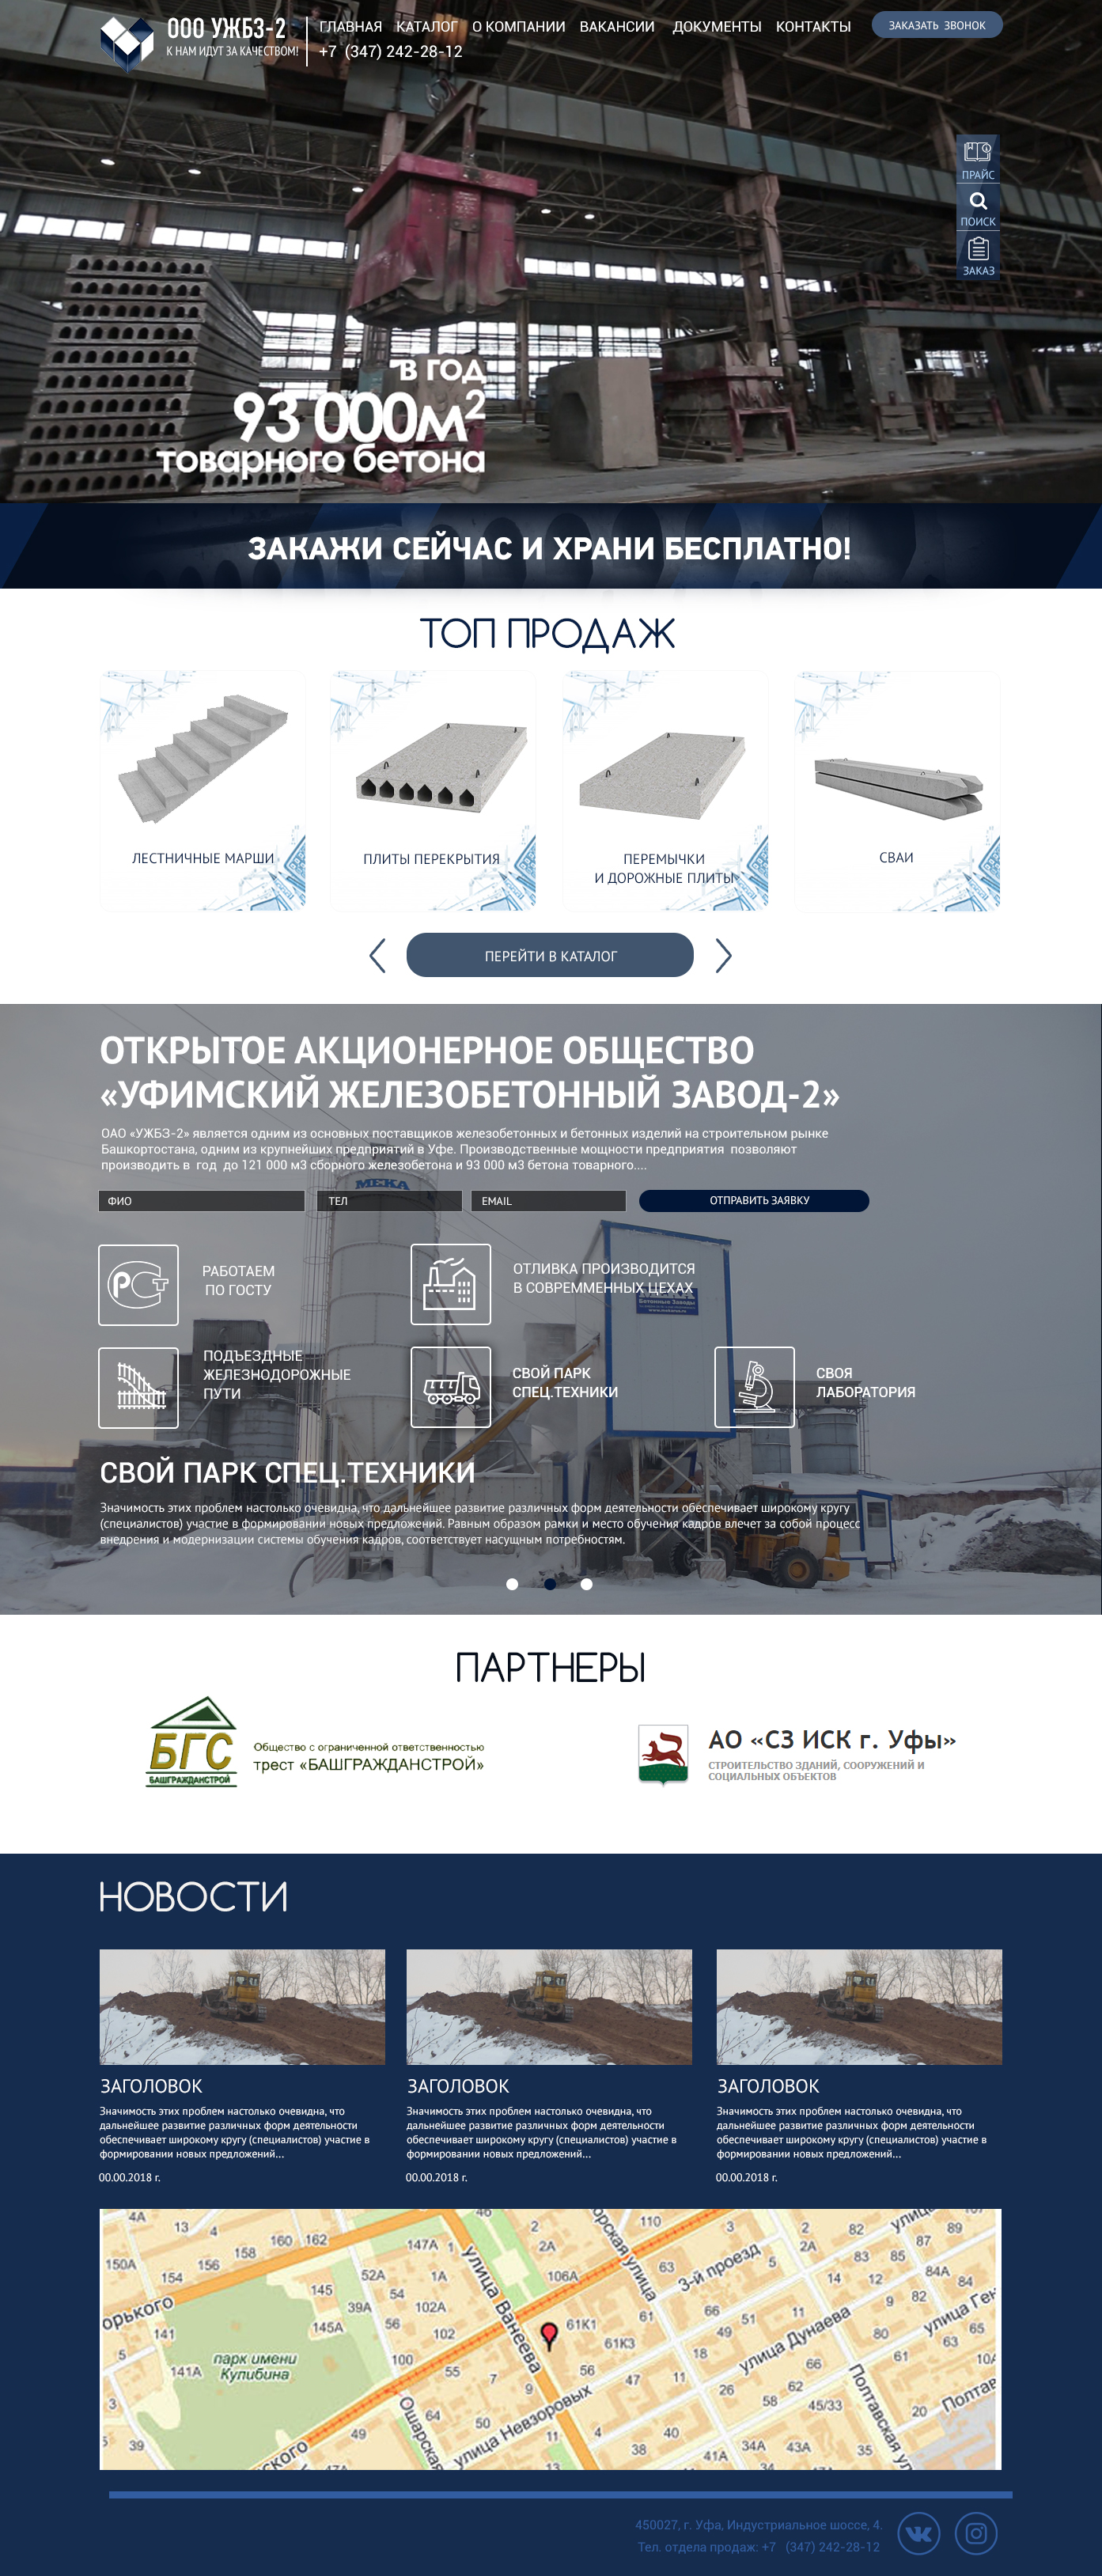 ООО УЖБЗ-2
К НАМ ИДУТ ЗА КАЧЕСТВОМ!
ГЛАВНАЯ КАТАЛОГ О КОМПАНИИ ВАКАНСИИ ДОКУМЕНТЫ КОНТАКТЫ
+7 (347) 242-28-12
ЗАКАЗАТЬ ЗВОНОК
ПРАЙС
ПОИСК
ЗАКАЗ
в год
93 000м²
товарного бетона
ЗАКАЖИ СЕЙЧАС И ХРАНИ БЕСПЛАТНО!
ТОП ПРОДАЖ
ЛЕСТНИЧНЫЕ МАРШИ
ПЛИТЫ ПЕРЕКРЫТИЯ
ПЕРЕМЫЧКИ
И ДОРОЖНЫЕ ПЛИТЫ
СВАИ
ПЕРЕЙТИ В КАТАЛОГ
ОТКРЫТОЕ АКЦИОНЕРНОЕ ОБЩЕСТВО
«УФИМСКИЙ ЖЕЛЕЗОБЕТОННЫЙ ЗАВОД-2»
ОАО «УЖБЗ-2» является одним из основных поставщиков железобетонных и бетонных изделий на строительном рынке
Башкортостана, одним из крупнейших предприятий в Уфе. Производственные мощности предприятия позволяют
производить в год до 121 000 м3 сборного железобетона и 93 000 м3 бетона товарного....
МЕКА
ФИО
ТЕЛ
EMAIL
ОТПРАВИТЬ ЗАЯВКУ
РСТ
РАБОТАЕМ
ПО ГОСТУ
ОТЛИВКА ПРОИЗВОДИТСЯ
В СОВРЕММЕННЫХ ЦЕХАХ
МЕКА
Бетонные Заводы
ПОДЪЕЗДНЫЕ
ЖЕЛЕЗНОДОРОЖНЫЕ
ПУТИ
СВОЙ ПАРК
СПЕЦ.ТЕХНИКИ
СВОЯ
ЛАБОРАТОРИЯ
СВОЙ ПАРК СПЕЦ.ТЕХНИКИ
Значимость этих проблем настолько очевидна, что дальнейшее развитие различных форм деятельности обеспечивает широкому кругу
(специалистов) участие в формировании новых предложений. Равным образом рамки и место обучения кадров влечет за собой процесс
внедрения и модернизации системы обучения кадров, соответствует насущным потребностям.
ПАРТНЕРЫ
БГС
БАШГРАЖДАНСТРОЙ
Общество с ограниченной ответственностью
трест «БАШГРАЖДАНСТРОЙ»
АО «СЗ ИСК г. Уфы»
СТРОИТЕЛЬСТВО ЗДАНИЙ, СООРУЖЕНИЙ И
СОЦИАЛЬНЫХ ОБЪЕКТОВ
НОВОСТИ
ЗАГОЛОВОК
Значимость этих проблем настолько очевидна, что
дальнейшее развитие различных форм деятельности
обеспечивает широкому кругу (специалистов) участие в
формировании новых предложений...
00.00.2018 г.
ЗАГОЛОВОК
Значимость этих проблем настолько очевидна, что
дальнейшее развитие различных форм деятельности
обеспечивает широкому кругу (специалистов) участие в
формировании новых предложений...
00.00.2018 г.
ЗАГОЛОВОК
Значимость этих проблем настолько очевидна, что
дальнейшее развитие различных форм деятельности
обеспечивает широкому кругу (специалистов) участие в
формировании новых предложений...
00.00.2018 г.
улица Ванеева
3-й проезд
улица Дунаева
парк имени
Кулибина
улица Невзоровых
450027, г. Уфа, Индустриальное шоссе, 4.
Тел. отдела продаж: +7 (347) 242-28-12